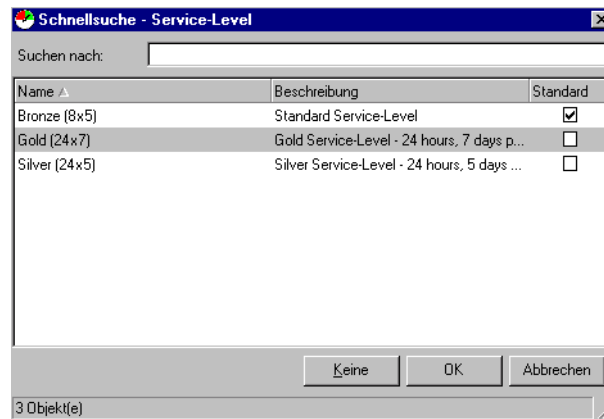 Schnellsuche - Service-Level
Suchen nach:
Name Beschreibung Standard
Bronze (8x5) Standard Service-Level
Gold (24x7) Gold Service-Level - 24 hours, 7 days p...
Silver (24x5) Silver Service-Level - 24 hours, 5 days ...
Keine OK Abbrechen
3 Objekt(e)